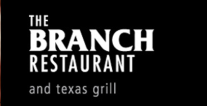 THE
BRANCH
RESTAURANT
and texas grill